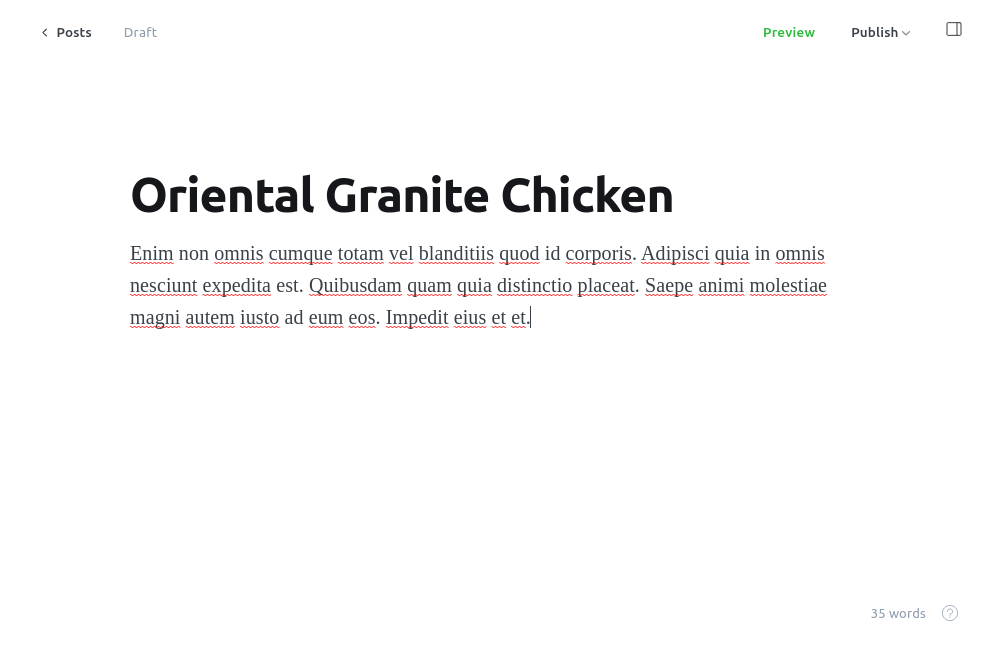 Posts
Draft
Preview
Publish
Oriental Granite Chicken
Enim non omnis cumque totam vel blanditiis quod id corporis. Adipisci quia in omnis
nesciunt expedita est. Quibusdam quam quia distinctio placeat. Saepe animi molestiae
magni autem iusto ad eum eos. Impedit eius et et.
35 words
?